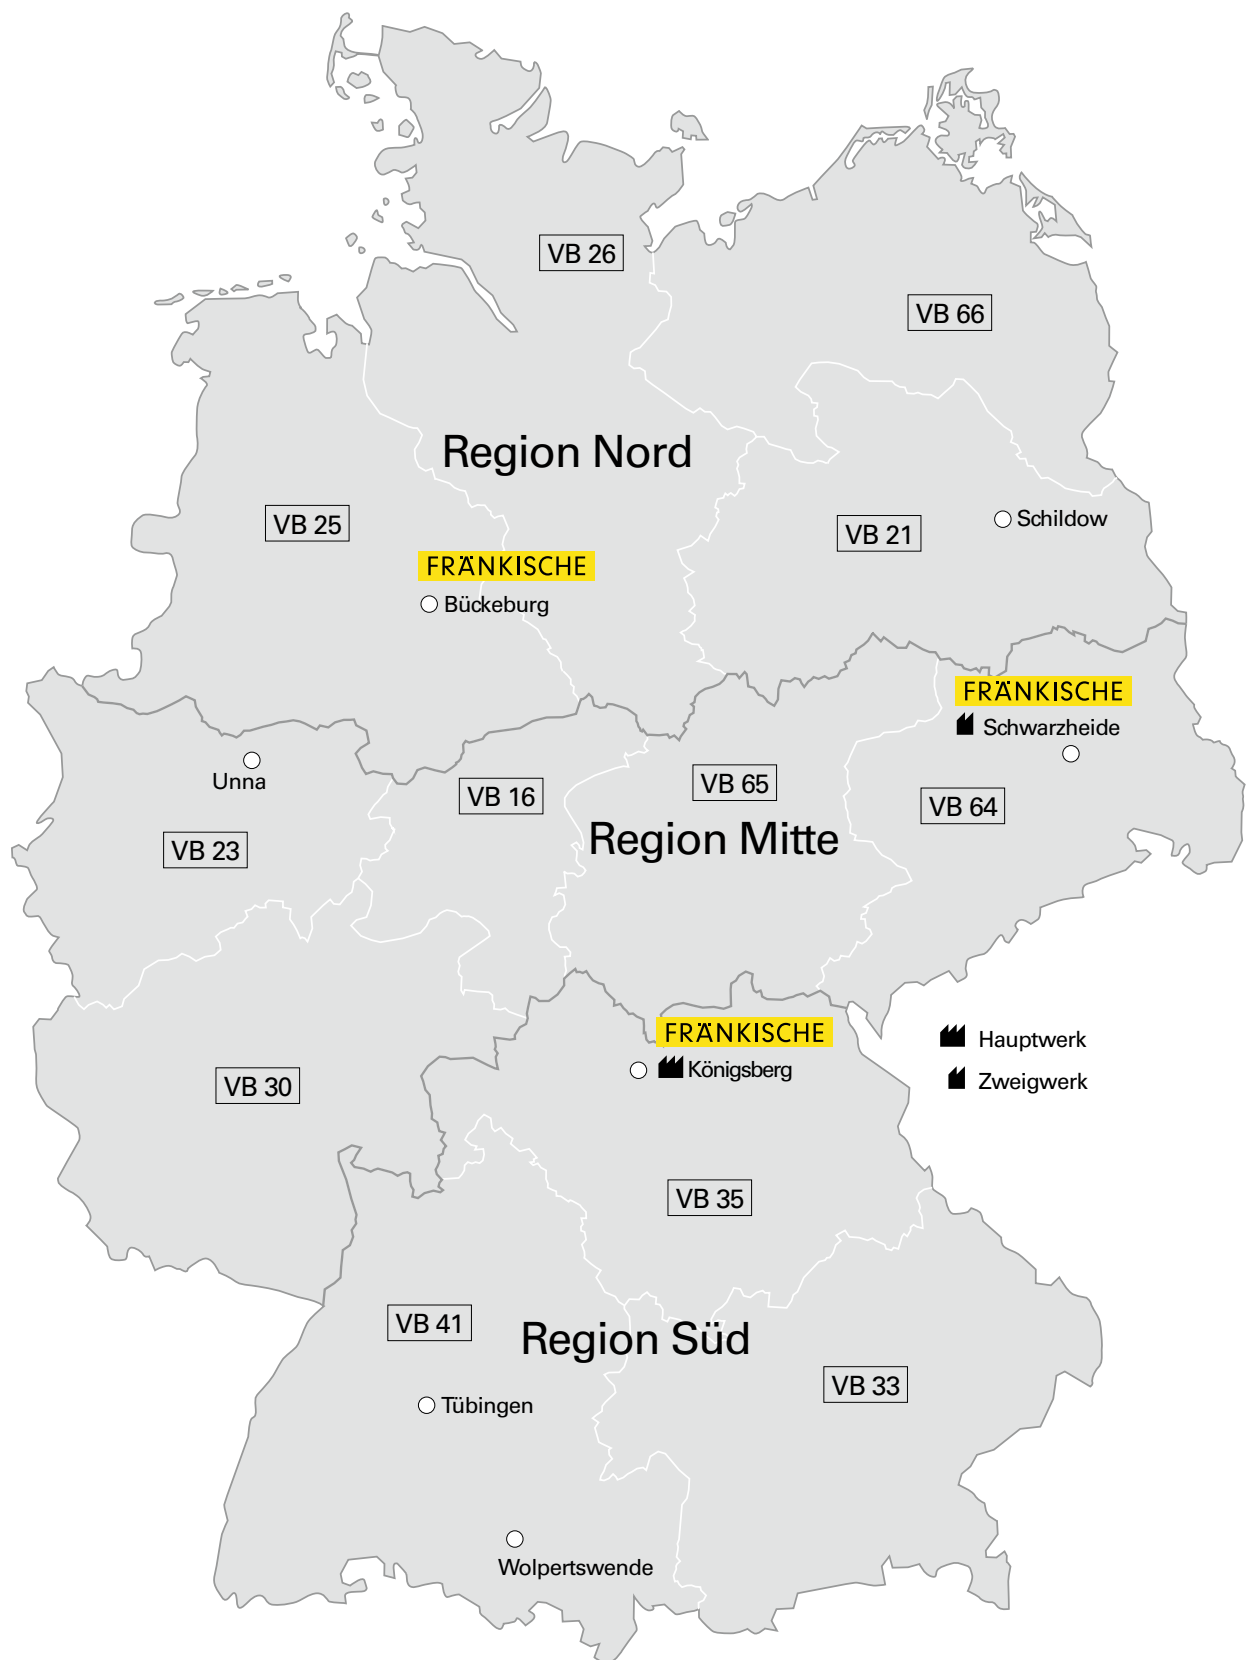 VB 26
VB 66
Region Nord
VB 25
VB 21
Schildow
FRÄNKISCHE
Bückeburg
FRÄNKISCHE
Schwarzheide
Unna
VB 16
VB 65
VB 64
VB 23
Region Mitte
FRÄNKISCHE
Königsberg
Hauptwerk
Zweigwerk
VB 30
VB 35
VB 41
Region Süd
VB 33
Tübingen
Wolpertswende